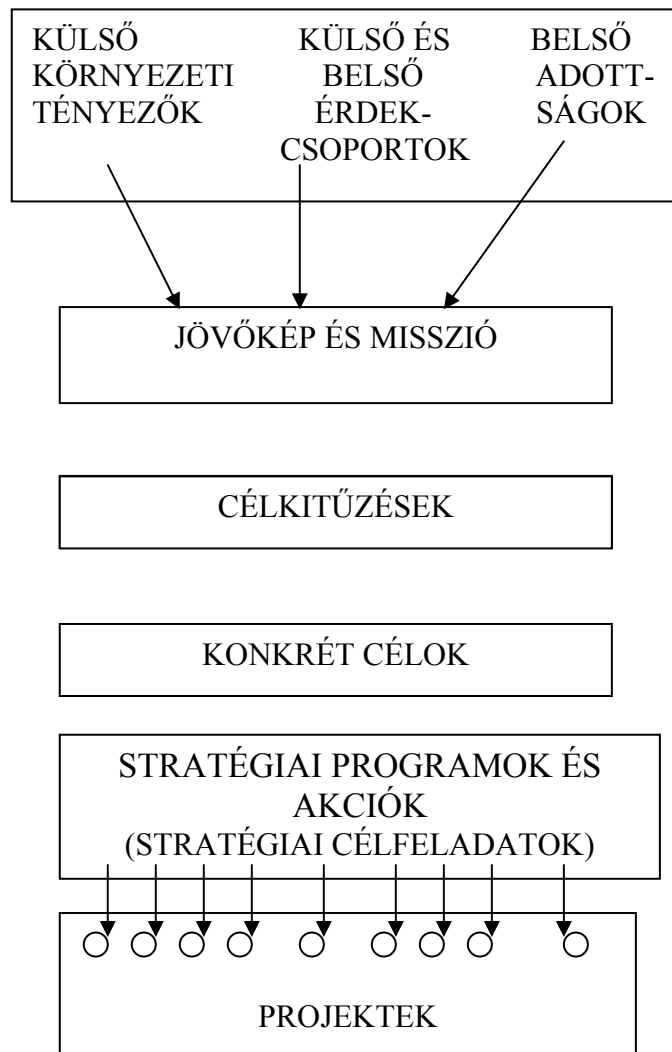 KÜLSŐ
KÖRNYEZETI
TÉNYEZŐK
KÜLSŐ ÉS
BELSŐ
ÉRDEK-
CSOPORTOK
BELSŐ
ADOTT-
SÁGOK
JÖVŐKÉP ÉS MISSZIÓ
CÉLKITŰZÉSEK
KONKRÉT CÉLOK
STRATÉGIAI PROGRAMOK ÉS
AKCIÓK
(STRATÉGIAI CÉLFELADATOK)
PROJEKTEK